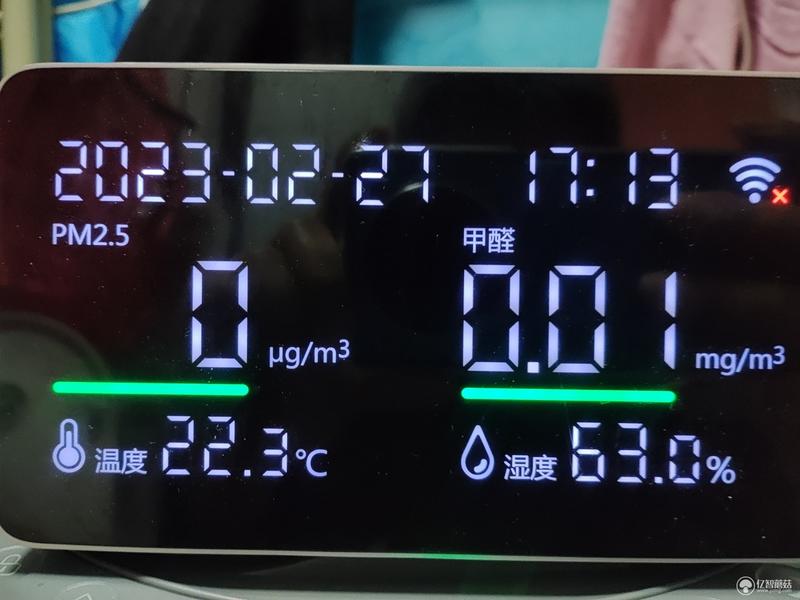 2023-02-27 17:13
PM2.5 甲醛
0 μg/m³ 0.01 mg/m³
温度 22.3℃ 湿度 63.0%
亿智蘑菇